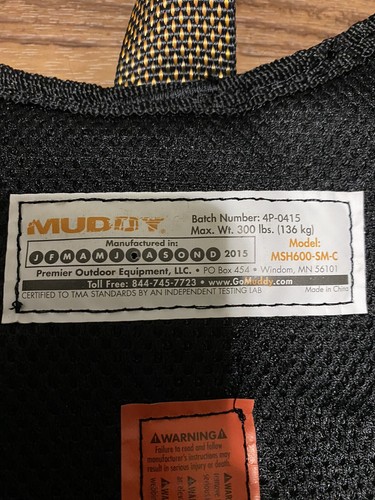 MUDDY
Batch Number: 4P-0415
Max. Wt. 300 lbs. (136 kg)
Manufactured in:
J F M A M J J A S O N D 2015
Model:
MSH600-SM-C
Premier Outdoor Equipment, LLC. • PO Box 454 • Windom, MN 56101
Toll Free: 844-745-7723 • www.GoMuddy.com
CERTIFIED TO TMA STANDARDS BY AN INDEPENDENT TESTING LAB
Made in China
WARNING
Failure to read and follow
manufacturer's instructions may
result in serious injury or death.